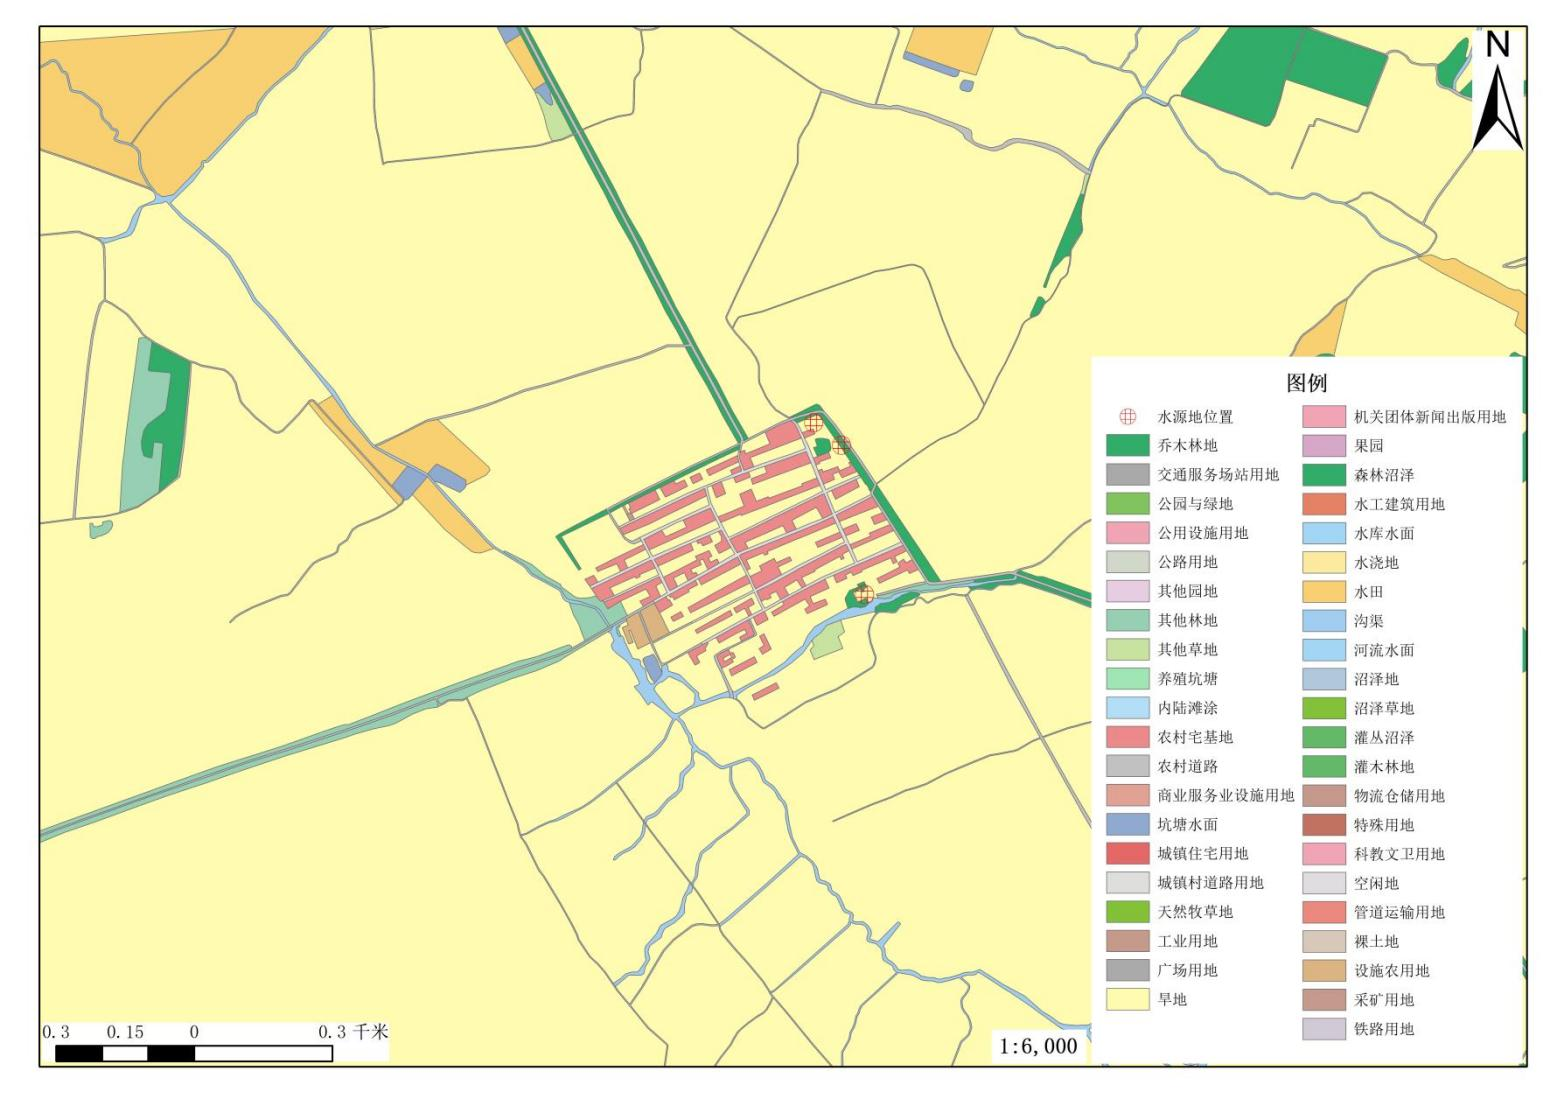 N
图例
水源地位置
乔木林地
交通服务场站用地
公园与绿地
公用设施用地
公路用地
其他园地
其他林地
其他草地
养殖坑塘
内陆滩涂
农村宅基地
农村道路
商业服务业设施用地
坑塘水面
城镇住宅用地
城镇村道路用地
天然牧草地
工业用地
广场用地
旱地
机关团体新闻出版用地
果园
森林沼泽
水工建筑用地
水库水面
水浇地
水田
沟渠
河流水面
沼泽地
沼泽草地
灌丛沼泽
灌木林地
物流仓储用地
特殊用地
科教文卫用地
空闲地
管道运输用地
裸土地
设施农用地
采矿用地
铁路用地
0.3 0.15 0 0.3 千米
1:6,000